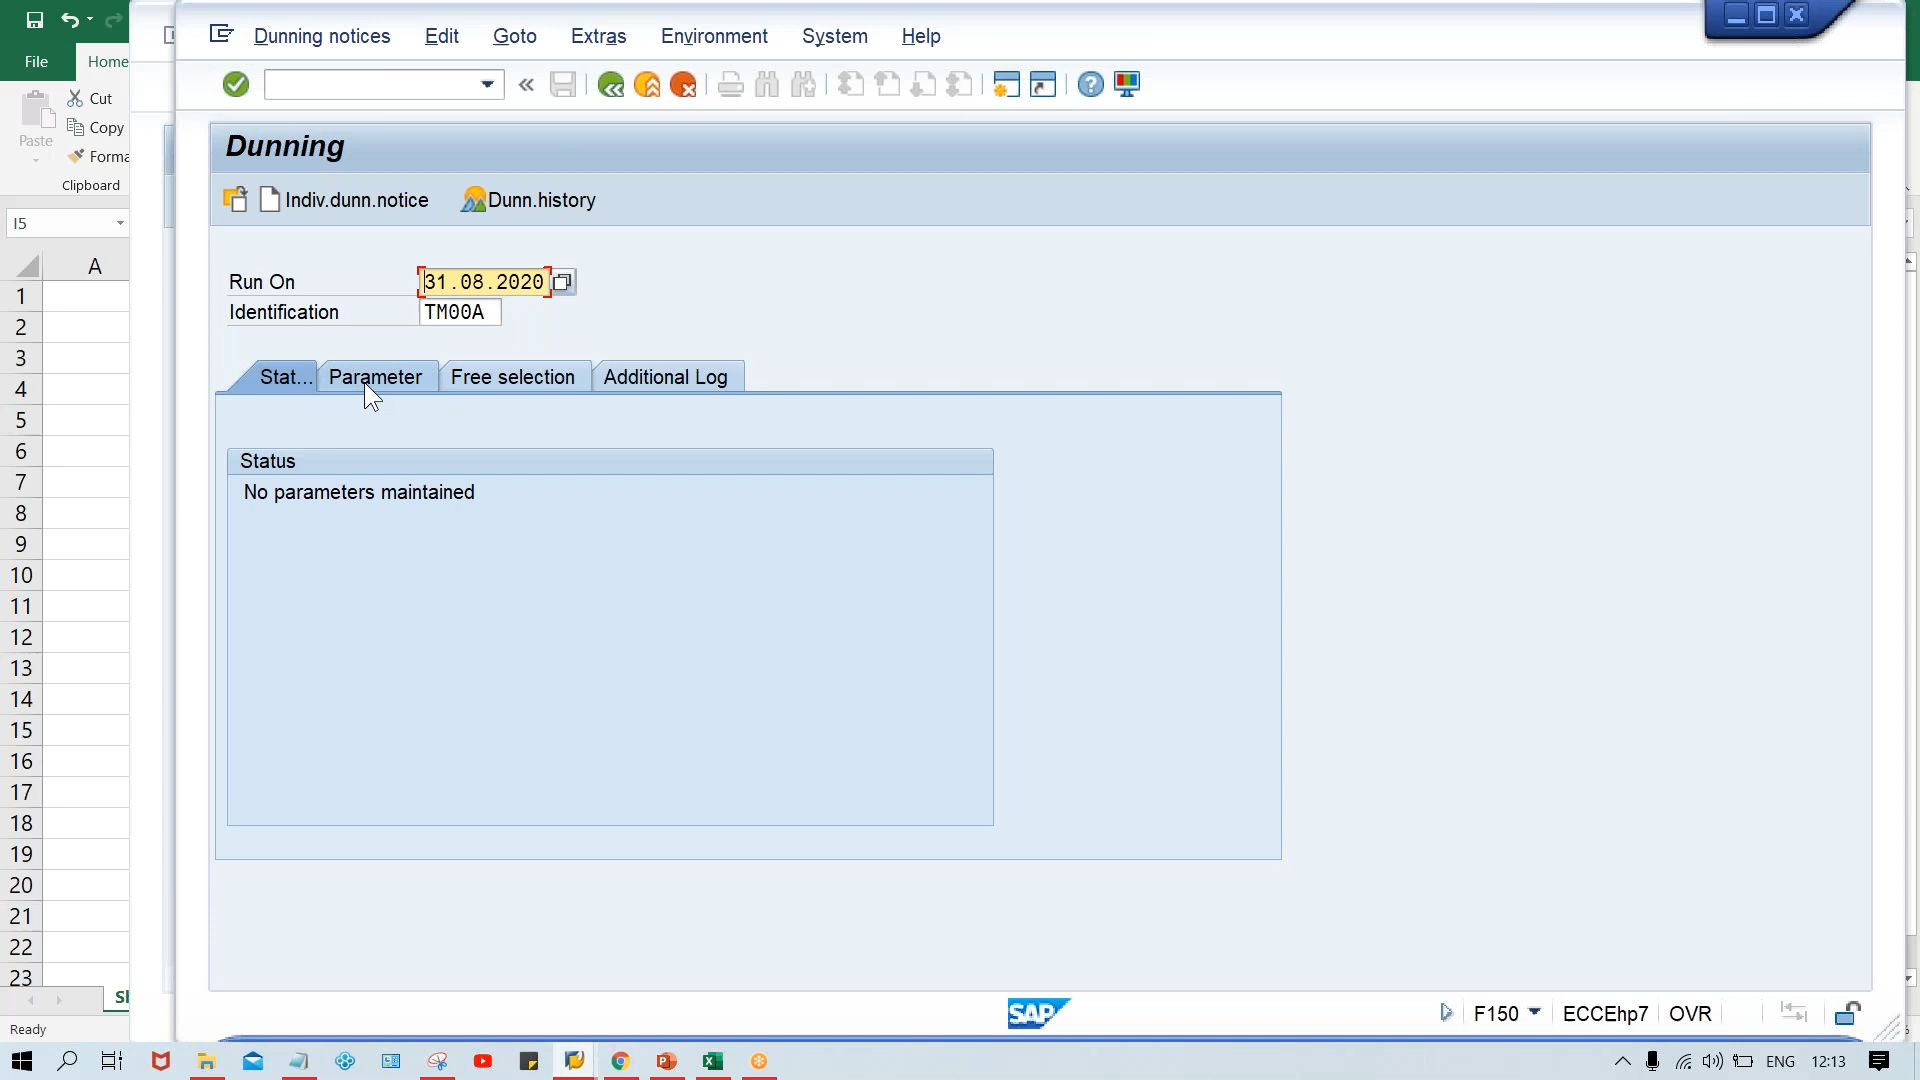 File
Home
Cut
Copy
Paste
Forma
Clipboard
I5
A
1
2
3
4
5
6
7
8
9
10
11
12
13
14
15
16
17
18
19
20
21
22
23
Ready
Dunning notices Edit Goto Extras Environment System Help
Dunning
Indiv.dunn.notice Dunn.history
Run On 31.08.2020
Identification TM00A
Stat... Parameter Free selection Additional Log
Status
No parameters maintained
SAP
F150 ECCEhp7 OVR
ENG 12:13